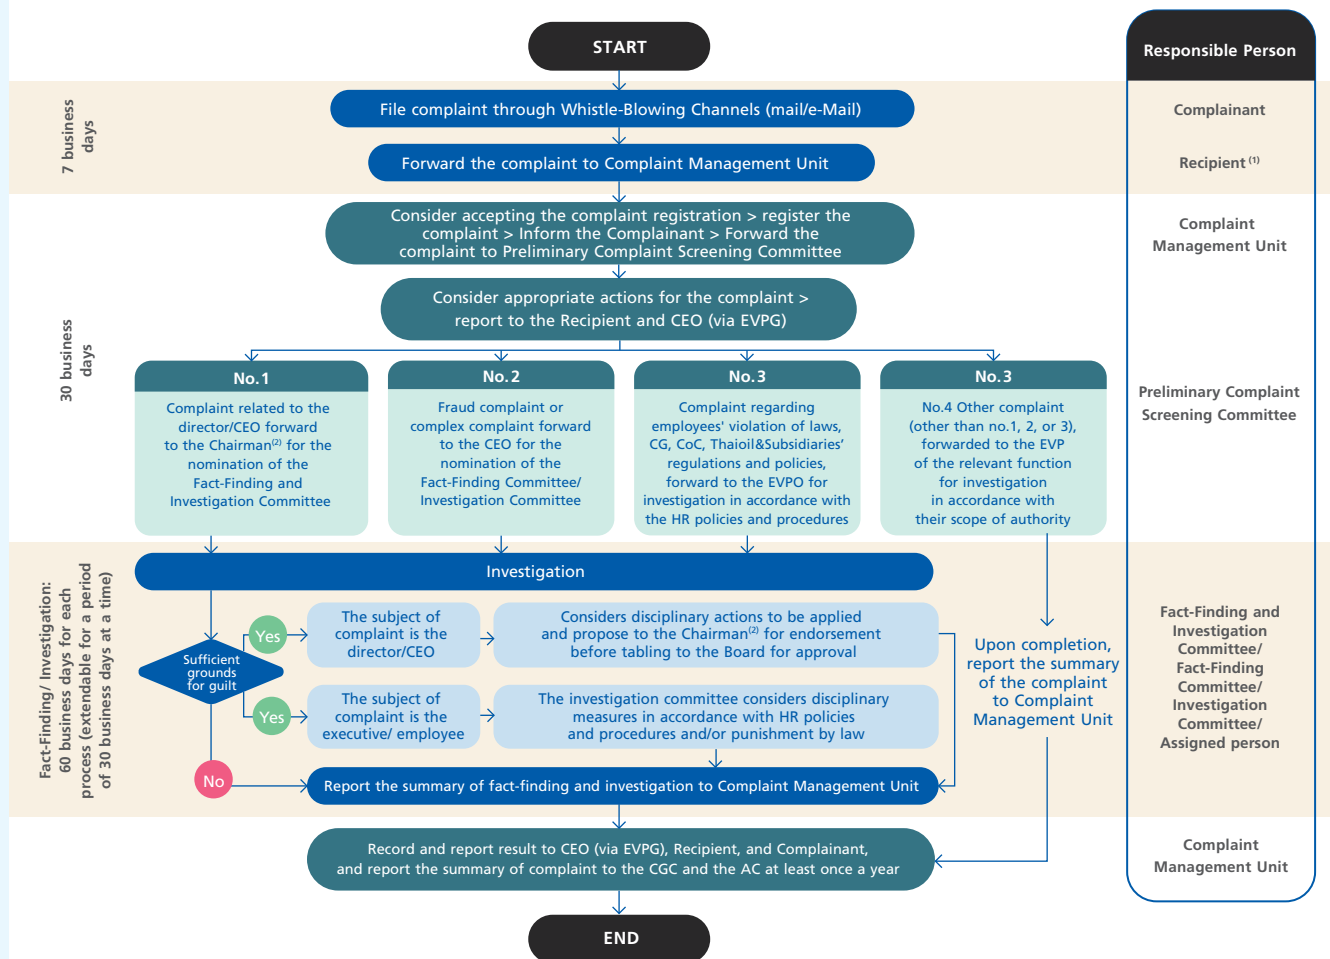 START
Responsible Person
7 business
days
File complaint through Whistle-Blowing Channels (mail/e-Mail)
Complainant
Forward the complaint to Complaint Management Unit
Recipient (1)
30 business
days
Consider accepting the complaint registration > register the
complaint > Inform the Complainant > Forward the
complaint to Preliminary Complaint Screening Committee
Complaint
Management Unit
Consider appropriate actions for the complaint >
report to the Recipient and CEO (via EVPG)
No.1
Complaint related to the
director/CEO forward
to the Chairman(2) for the
nomination of the
Fact-Finding and
Investigation Committee
No.2
Fraud complaint or
complex complaint forward
to the CEO for the
nomination of the
Fact-Finding Committee/
Investigation Committee
No.3
Complaint regarding
employees' violation of laws,
CG, CoC, Thaioil&Subsidiaries’
regulations and policies,
forward to the EVPO for
investigation in accordance with
the HR policies and procedures
No.3
No.4 Other complaint
(other than no.1, 2, or 3),
forwarded to the EVP
of the relevant function
for investigation
in accordance with
their scope of authority
Preliminary Complaint
Screening Committee
Fact-Finding/ Investigation:
60 business days for each
process (extendable for a period
of 30 business days at a time)
Investigation
Sufficient
grounds
for guilt
Yes
The subject of
complaint is the
director/CEO
Considers disciplinary actions to be applied
and propose to the Chairman(2) for endorsement
before tabling to the Board for approval
Yes
The subject of
complaint is the
executive/ employee
The investigation committee considers disciplinary
measures in accordance with HR policies
and procedures and/or punishment by law
No
Report the summary of fact-finding and investigation to Complaint Management Unit
Upon completion,
report the summary
of the complaint
to Complaint
Management Unit
Fact-Finding and
Investigation
Committee/
Fact-Finding
Committee/
Investigation
Committee/
Assigned person
Record and report result to CEO (via EVPG), Recipient, and Complainant,
and report the summary of complaint to the CGC and the AC at least once a year
Complaint
Management Unit
END